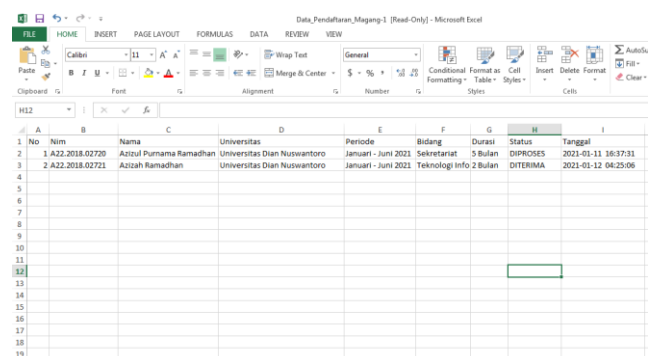 Data_Pendaftaran_Magang-1 [Read-Only] - Microsoft Excel
FILE HOME INSERT PAGE LAYOUT FORMULAS DATA REVIEW VIEW
Calibri 11 A A Wrap Text General AutoSu
Paste B I U Merge & Center $ % , Conditional Format as Cell Insert Delete Format Fill
Formatting Table Styles Clear
Clipboard Font Alignment Number Styles Cells
H12 fx
A B C D E F G H I
1 No Nim Nama Universitas Periode Bidang Durasi Status Tanggal
2 1 A22.2018.02720 Azizul Purnama Ramadhan Universitas Dian Nuswantoro Januari - Juni 2021 Sekretariat 5 Bulan DIPROSES 2021-01-11 16:37:31
3 2 A22.2018.02721 Azizah Ramadhan Universitas Dian Nuswantoro Januari - Juni 2021 Teknologi Info 2 Bulan DITERIMA 2021-01-12 04:25:06
4
5
6
7
8
9
10
11
12
13
14
15
16
17
18
19